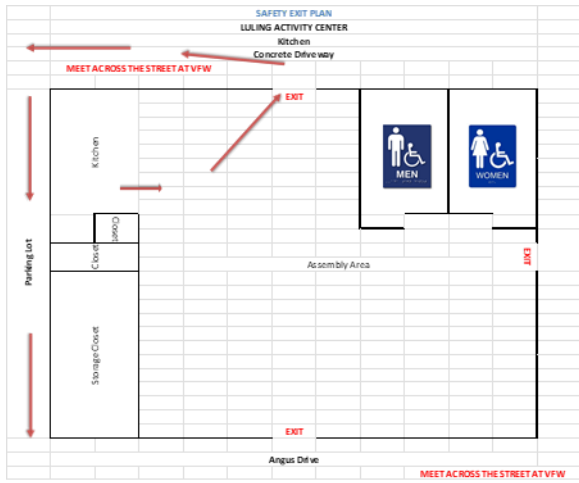 SAFETY EXIT PLAN
LULING ACTIVITY CENTER
Kitchen
Concrete Driveway
MEET ACROSS THE STREET AT VFW
EXIT
Kitchen
MEN
WOMEN
Closet
Closet
EXIT
Parking Lot
Assembly Area
Storage Closet
EXIT
Angus Drive
MEET ACROSS THE STREET AT VFW